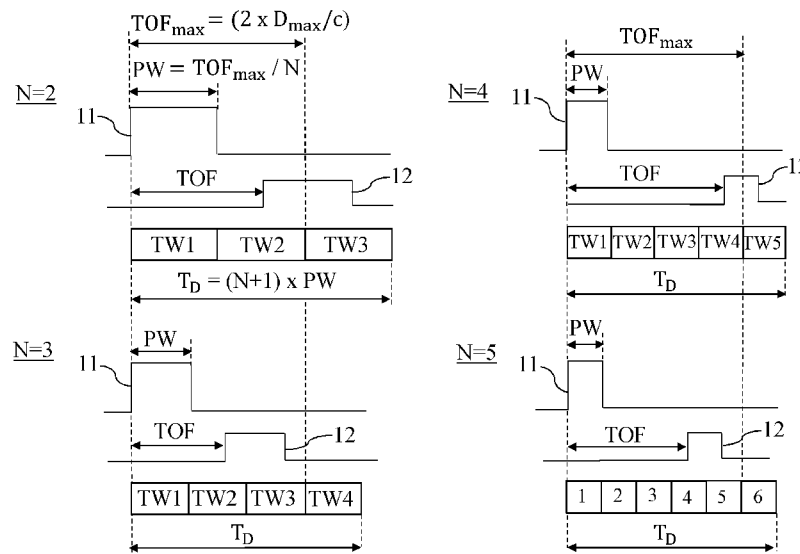 TOFmax = (2 x Dmax/c)
PW = TOFmax / N
N=2
11
TOF
12
TW1 TW2 TW3
TD = (N+1) x PW
PW
N=3
11
TOF
12
TW1 TW2 TW3 TW4
TD
TOFmax
PW
N=4
11
TOF
TW1 TW2 TW3 TW4 TW5
TD
PW
N=5
11
TOF
12
1 2 3 4 5 6
TD